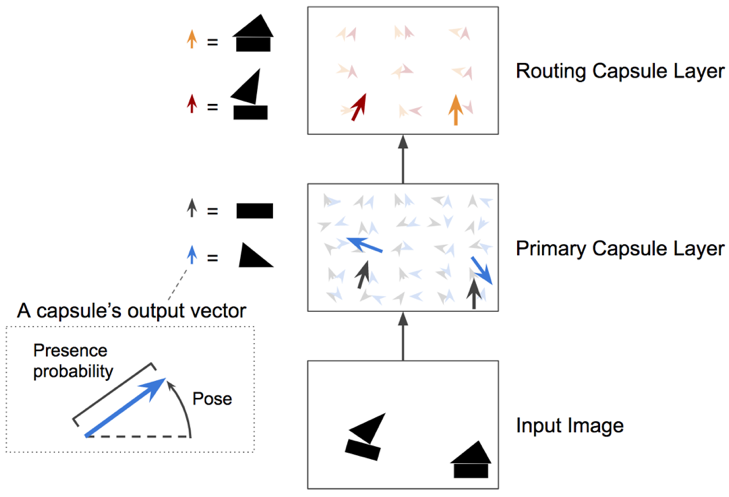 =
=
Routing Capsule Layer
=
=
Primary Capsule Layer
A capsule’s output vector
Presence
probability
Pose
Input Image